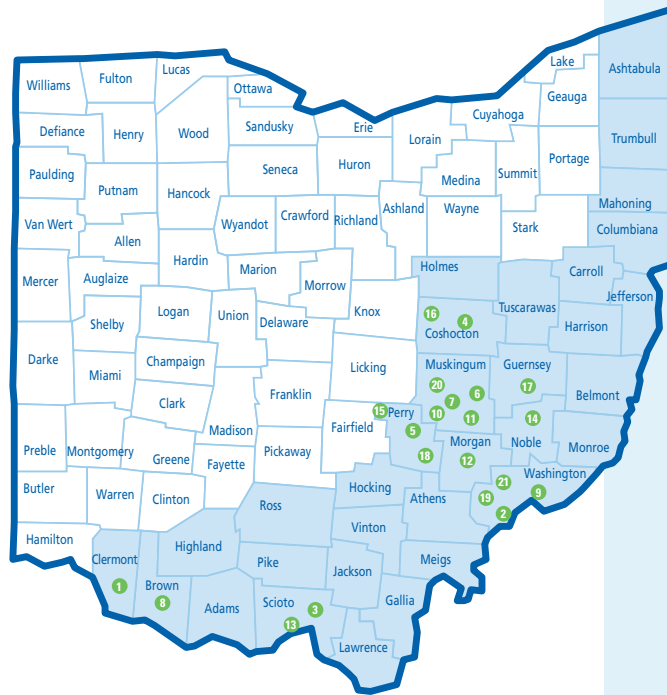 Lake
Ashtabula
Lucas
Fulton
Williams
Ottawa
Geauga
Cuyahoga
Erie
Sandusky
Defiance
Henry
Wood
Lorain
Trumbull
Portage
Huron
Seneca
Summit
Medina
Paulding
Putnam
Hancock
Mahoning
Ashland
Wayne
Crawford
Richland
Wyandot
Van Wert
Stark
Columbiana
Allen
Hardin
Marion
Holmes
Carroll
Mercer
Auglaize
Morrow
Jefferson
Tuscarawas
Logan
Union
Knox
16
4
Delaware
Shelby
Harrison
Coshocton
Darke
Champaign
Miami
Licking
Muskingum
Guernsey
20
17
6
Franklin
Belmont
7
Clark
15
Perry
10
11
14
Fairfield
5
Madison
Morgan
Noble
Monroe
Preble
Montgomery
Pickaway
Greene
Fayette
18
12
Washington
21
Butler
Warren
Clinton
Hocking
9
Athens
19
Ross
2
Vinton
Hamilton
Highland
Clermont
Meigs
Pike
Jackson
1
Brown
8
Adams
Scioto
3
Gallia
13
Lawrence